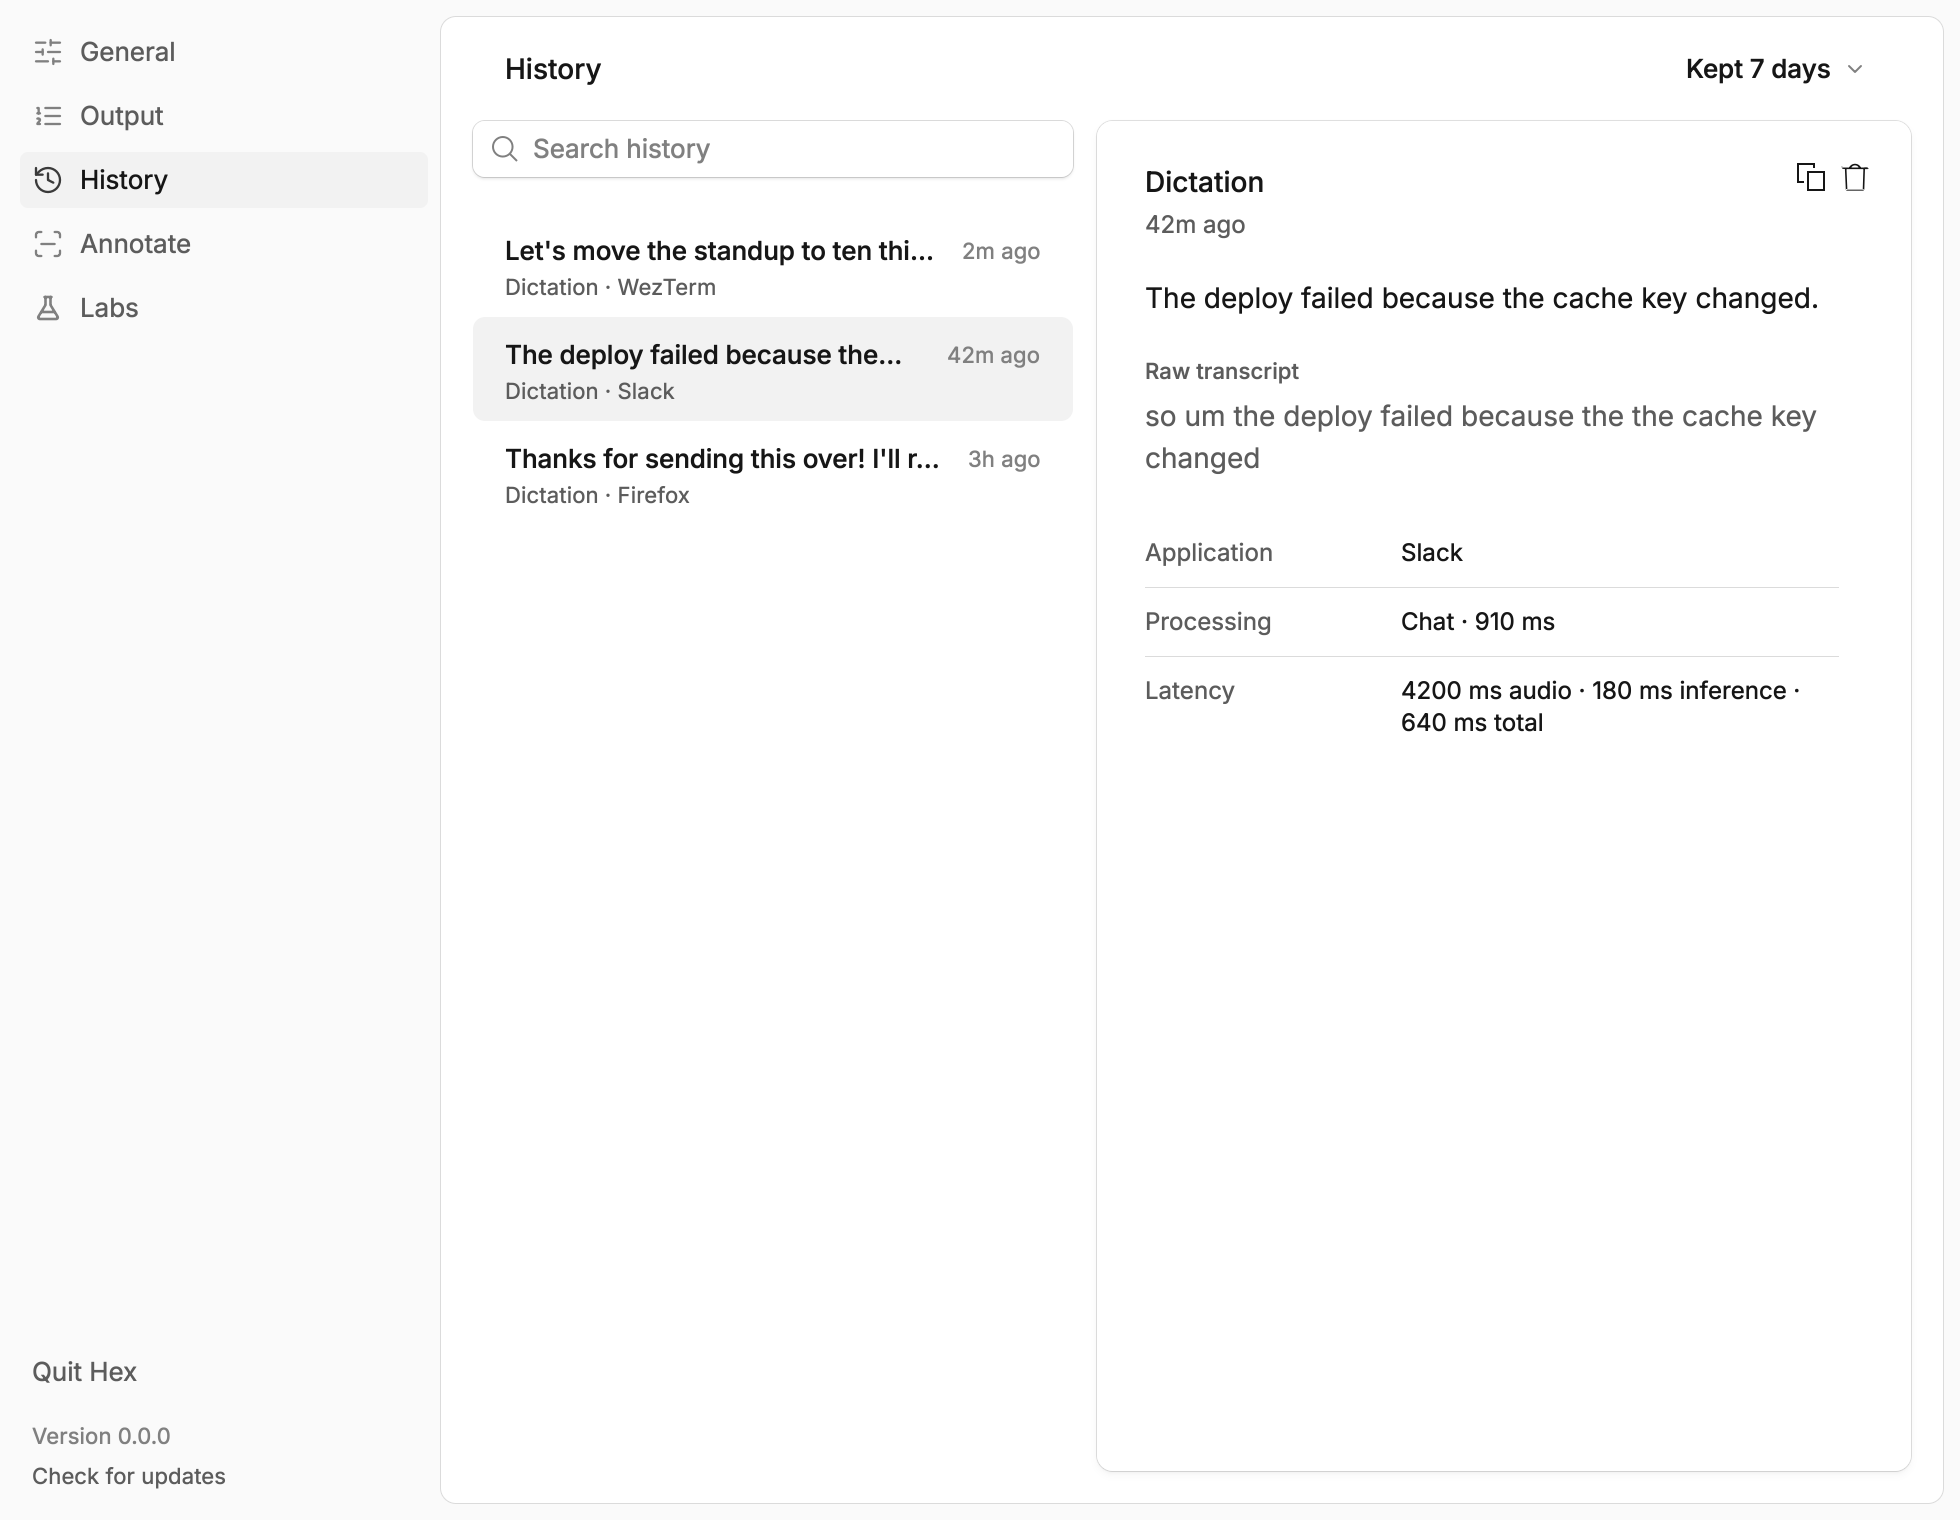 General
Output
History
Annotate
Labs
Quit Hex
Version 0.0.0
Check for updates
History
Kept 7 days
Search history
Let's move the standup to ten thi... 2m ago
Dictation · WezTerm
The deploy failed because the... 42m ago
Dictation · Slack
Thanks for sending this over! I'll r... 3h ago
Dictation · Firefox
Dictation
42m ago
The deploy failed because the cache key changed.
Raw transcript
so um the deploy failed because the the cache key
changed
Application Slack
Processing Chat · 910 ms
Latency 4200 ms audio · 180 ms inference ·
640 ms total